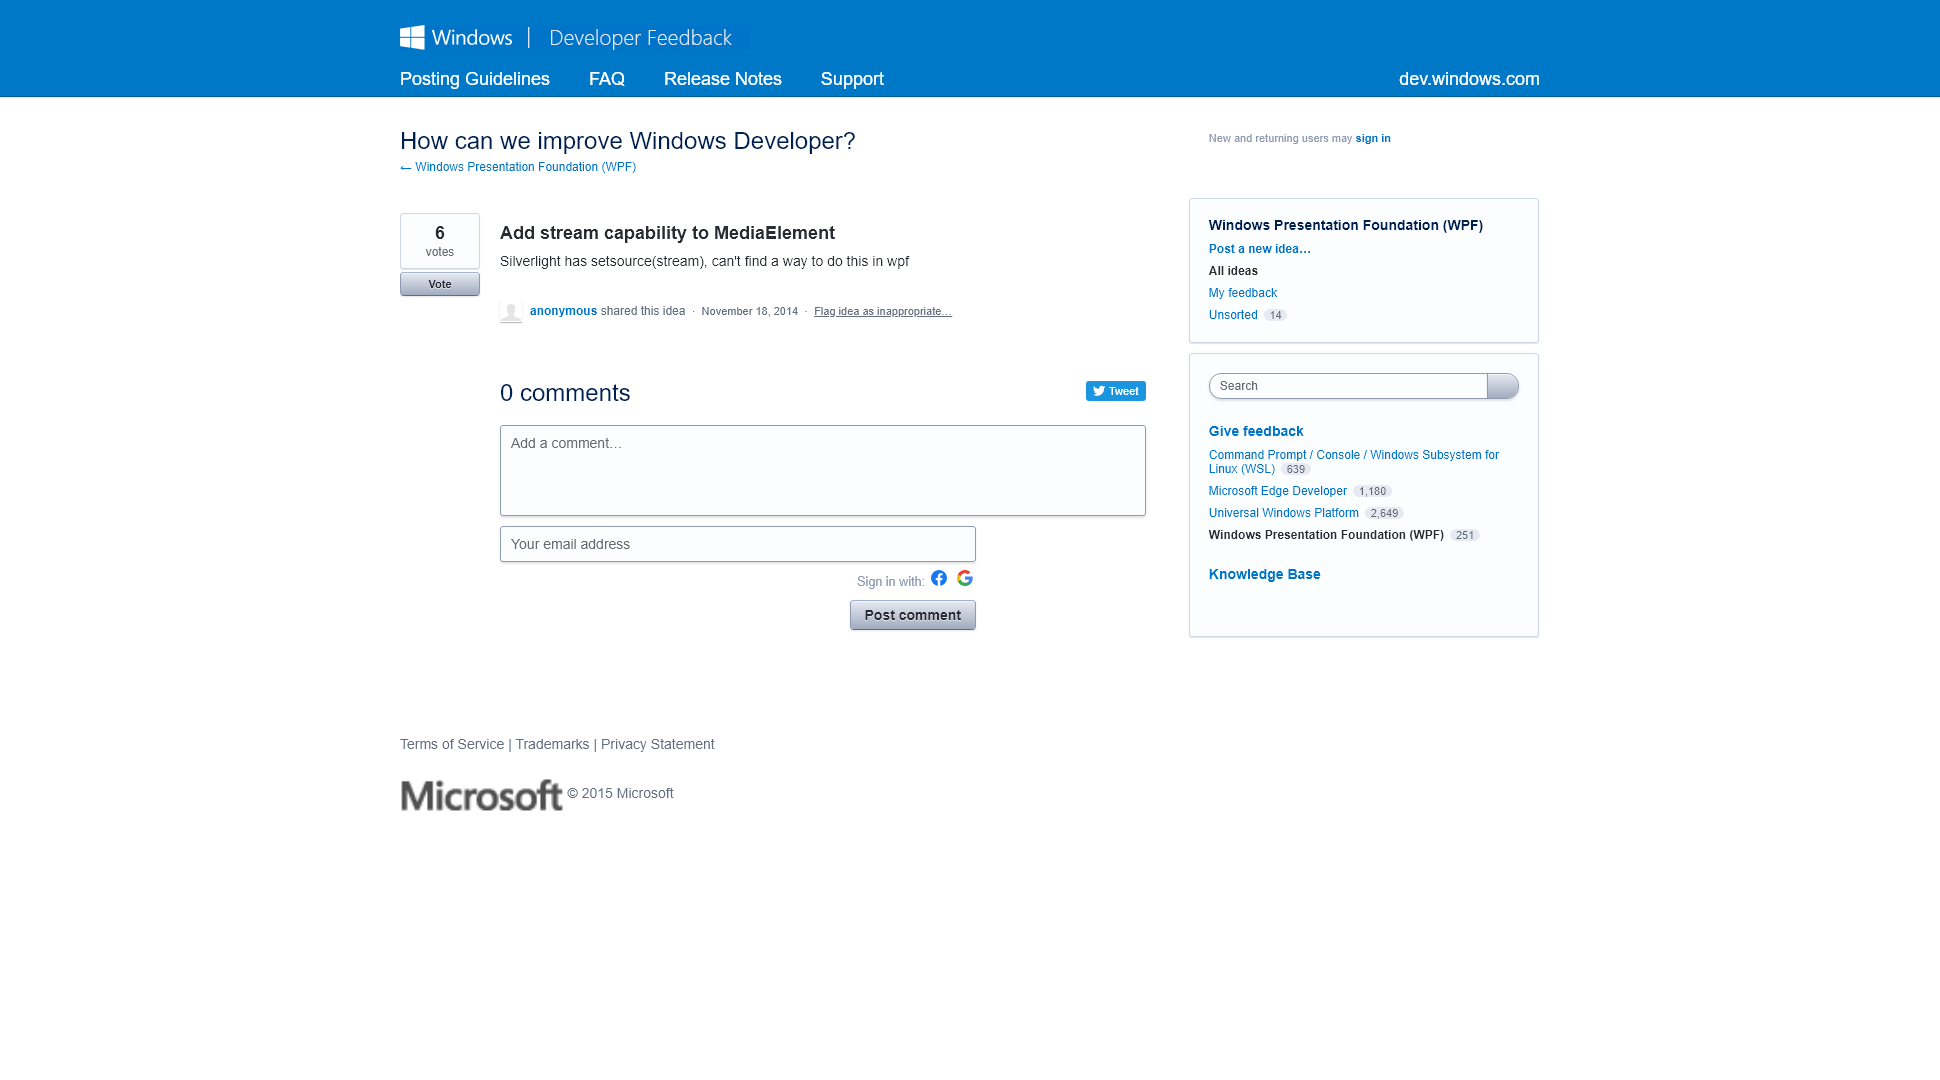 Windows | Developer Feedback
Posting Guidelines FAQ Release Notes Support dev.windows.com
How can we improve Windows Developer?
← Windows Presentation Foundation (WPF)
New and returning users may sign in
6
votes
Vote
Add stream capability to MediaElement
Silverlight has setsource(stream), can't find a way to do this in wpf
anonymous shared this idea · November 18, 2014 · Flag idea as inappropriate…
0 comments
Tweet
Add a comment…
Your email address
Sign in with:
Post comment
Windows Presentation Foundation (WPF)
Post a new idea…
All ideas
My feedback
Unsorted 14
Search
Give feedback
Command Prompt / Console / Windows Subsystem for
Linux (WSL) 639
Microsoft Edge Developer 1,180
Universal Windows Platform 2,649
Windows Presentation Foundation (WPF) 251
Knowledge Base
Terms of Service | Trademarks | Privacy Statement
Microsoft © 2015 Microsoft